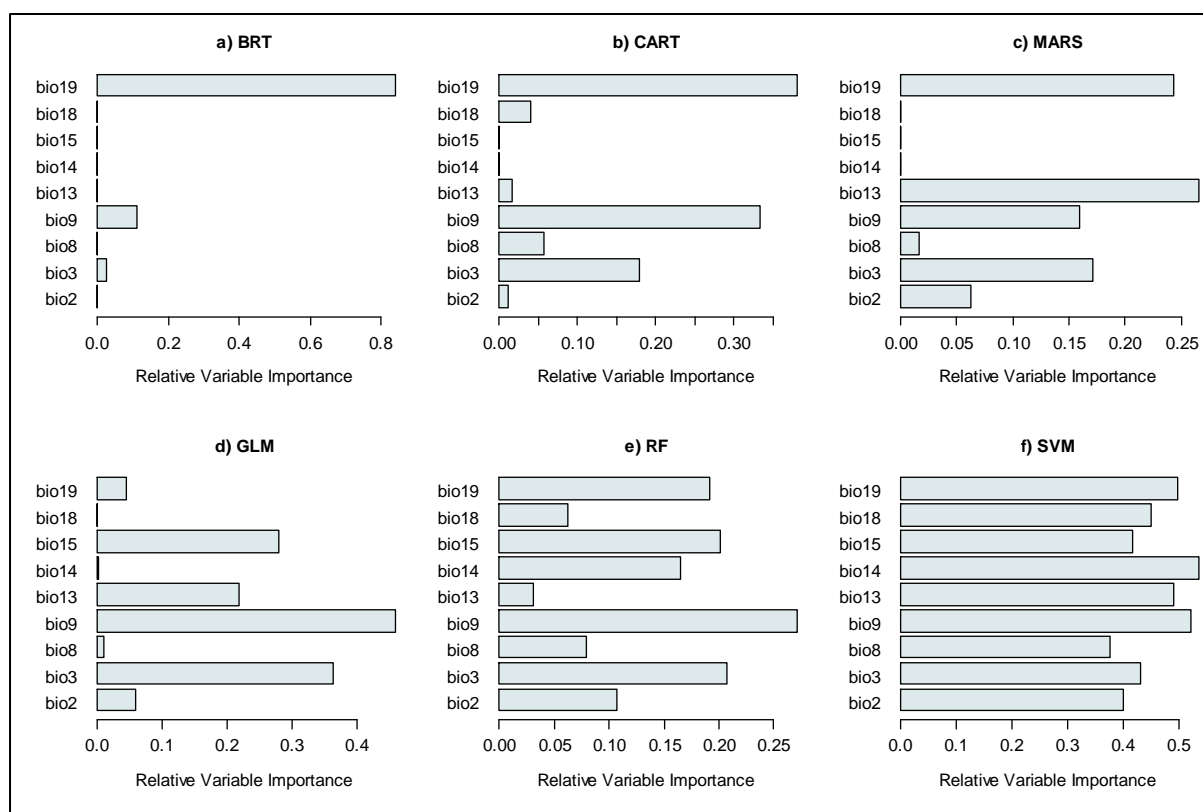 a) BRT
bio19
bio18
bio15
bio14
bio13
bio9
bio8
bio3
bio2
0.0 0.2 0.4 0.6 0.8
Relative Variable Importance
b) CART
bio19
bio18
bio15
bio14
bio13
bio9
bio8
bio3
bio2
0.00 0.10 0.20 0.30
Relative Variable Importance
c) MARS
bio19
bio18
bio15
bio14
bio13
bio9
bio8
bio3
bio2
0.00 0.05 0.10 0.15 0.20 0.25
Relative Variable Importance
d) GLM
bio19
bio18
bio15
bio14
bio13
bio9
bio8
bio3
bio2
0.0 0.1 0.2 0.3 0.4
Relative Variable Importance
e) RF
bio19
bio18
bio15
bio14
bio13
bio9
bio8
bio3
bio2
0.00 0.05 0.10 0.15 0.20 0.25
Relative Variable Importance
f) SVM
bio19
bio18
bio15
bio14
bio13
bio9
bio8
bio3
bio2
0.0 0.1 0.2 0.3 0.4 0.5
Relative Variable Importance